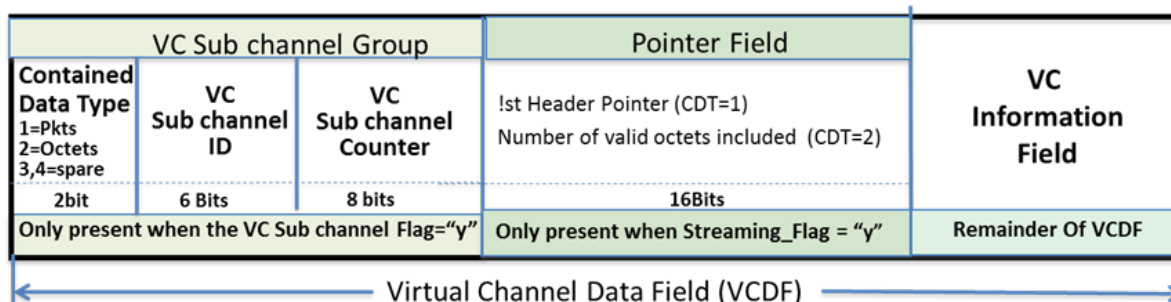 VC Sub channel Group
Pointer Field
Contained
Data Type
1=Pkts
2=Octets
3,4=spare
VC
Sub channel
ID
VC
Sub channel
Counter
!st Header Pointer (CDT=1)
Number of valid octets included (CDT=2)
VC
Information
Field
2bit
6 Bits
8 bits
16Bits
Only present when the VC Sub channel Flag="y"
Only present when Streaming_Flag = "y"
Remainder Of VCDF
Virtual Channel Data Field (VCDF)